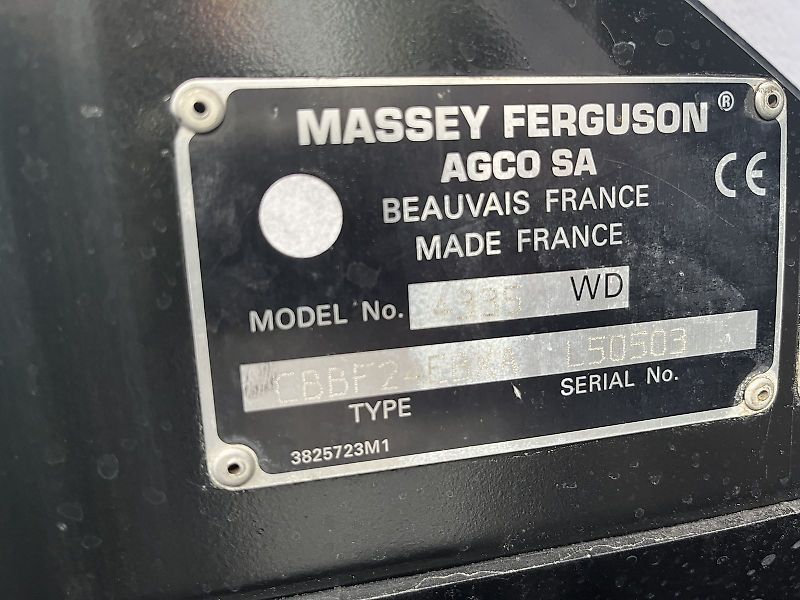 MASSEY FERGUSON®
AGCO SA
BEAUVAIS FRANCE
MADE FRANCE
CE
MODEL No. 4335 WD
L50503
TYPE SERIAL No.
3825723M1